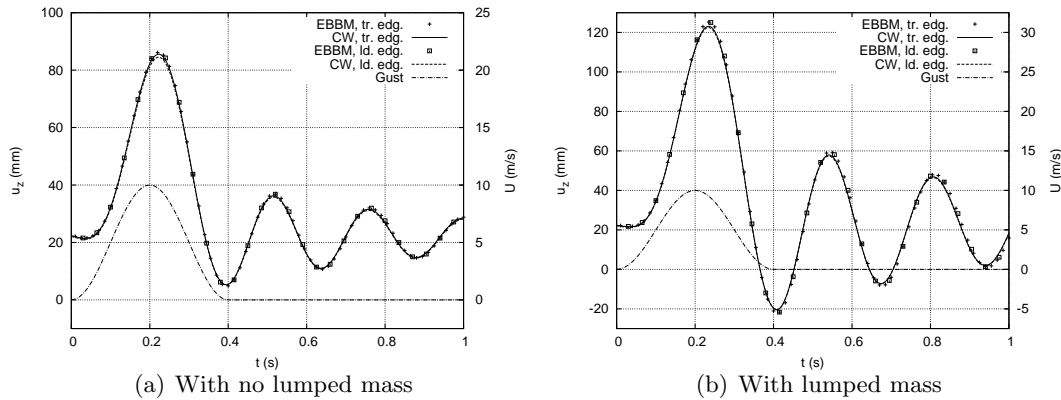 100
80
60
40
20
0
u_z (mm)
25
20
15
10
5
0
U (m/s)
0
0.2
0.4
0.6
0.8
1
t (s)
EBBM, tr. edg.
CW, tr. edg.
EBBM, ld. edg.
CW, ld. edg.
Gust
(a) With no lumped mass
120
100
80
60
40
20
0
-20
u_z (mm)
30
25
20
15
10
5
0
-5
U (m/s)
0
0.2
0.4
0.6
0.8
1
t (s)
EBBM, tr. edg.
CW, tr. edg.
EBBM, ld. edg.
CW, ld. edg.
Gust
(b) With lumped mass